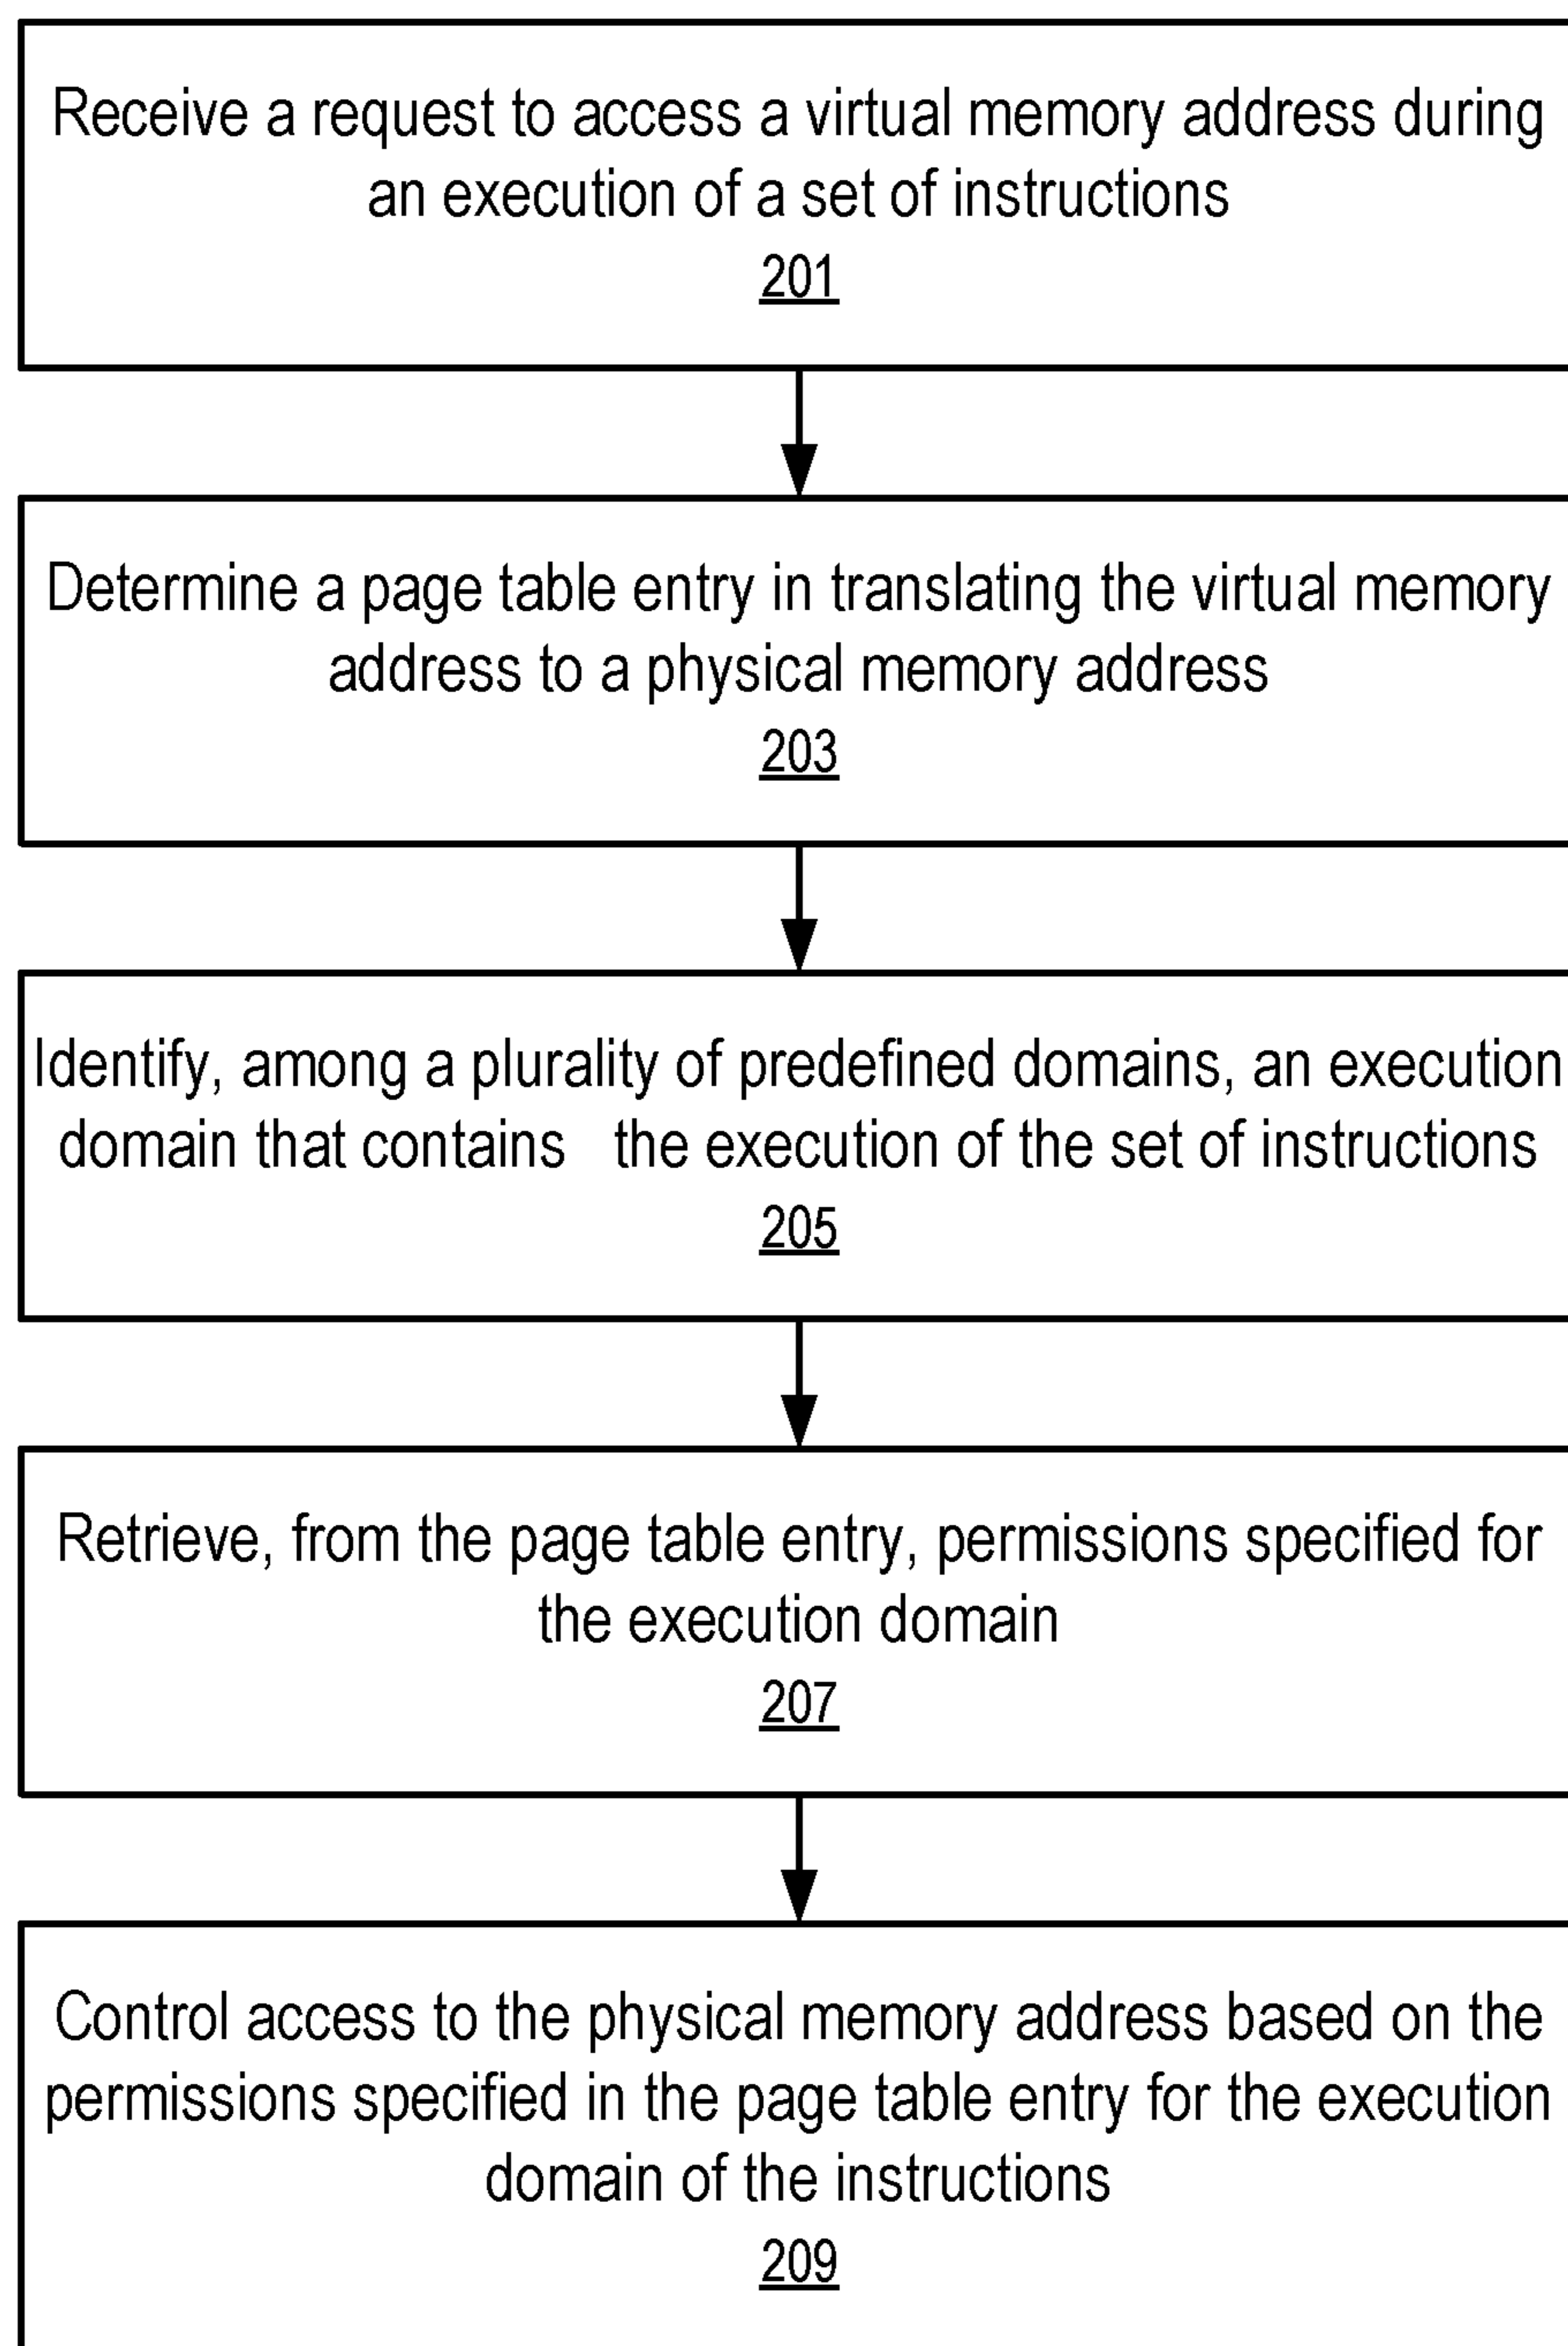 Receive a request to access a virtual memory address during
an execution of a set of instructions
201
Determine a page table entry in translating the virtual memory
address to a physical memory address
203
Identify, among a plurality of predefined domains, an execution
domain that contains   the execution of the set of instructions
205
Retrieve, from the page table entry, permissions specified for
the execution domain
207
Control access to the physical memory address based on the
permissions specified in the page table entry for the execution
domain of the instructions
209